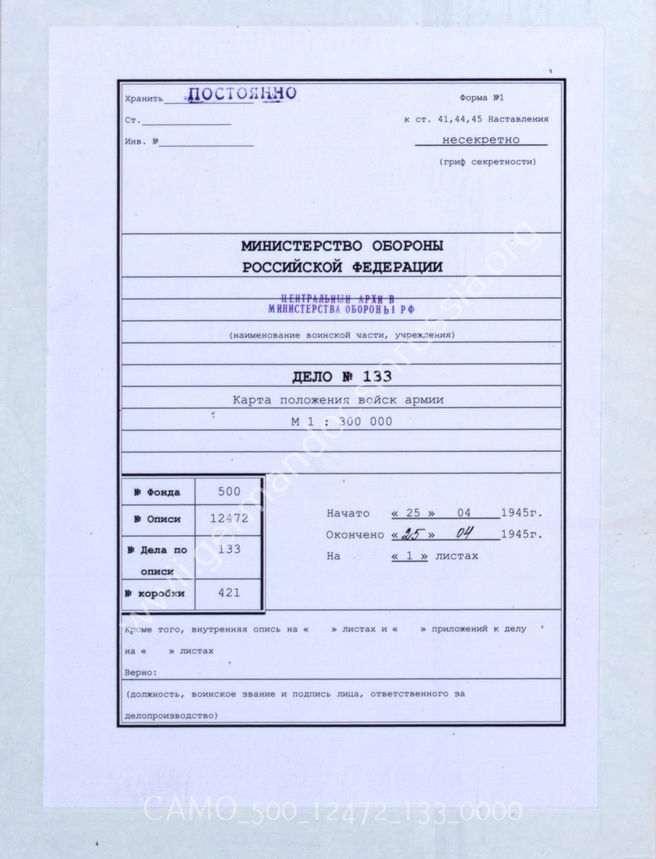 Хранить ПОСТОЯННО
Форма №1
Ст.
к ст. 41,44,45 Наставления
Инв. №
несекретно
(гриф секретности)
МИНИСТЕРСТВО ОБОРОНЫ
РОССИЙСКОЙ ФЕДЕРАЦИИ
ЦЕНТРАЛЬНЫЙ АРХИВ
МИНИСТЕРСТВА ОБОРОНЫ РФ
(наименование воинской части, учреждения)
ДЕЛО № 133
Карта положения войск армии
М 1 : 300 000
№ Фонда 500
№ Описи 12472
№ Дела по описи 133
№ коробки 421
Начато « 25 » 04 1945г.
Окончено « 25 » 04 1945г.
На « 1 » листах
Кроме того, внутренняя опись на « » листах и « » приложений к делу
на « » листах
Верно:
(должность, воинское звание и подпись лица, ответственного за
делопроизводство)
www.germandocsinrussia.org
CAMO_500_12472_133_0000